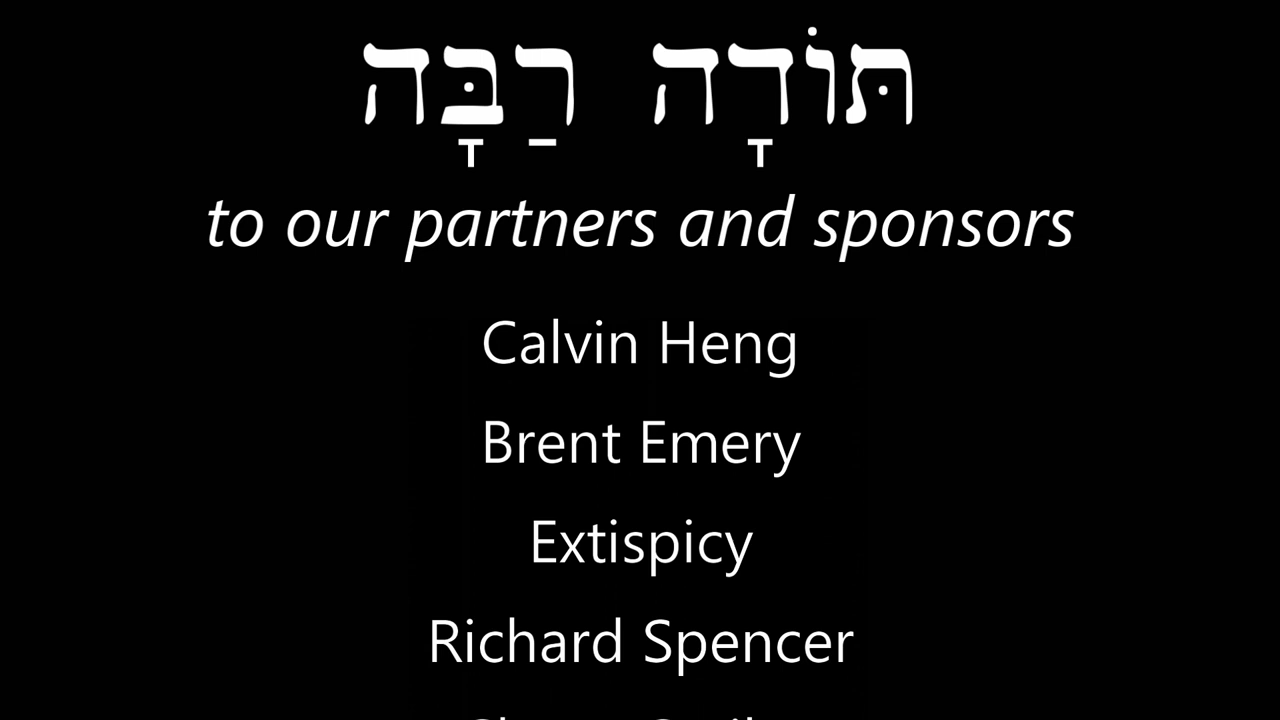 תּוֹדָה רַבָּה
to our partners and sponsors
Calvin Heng
Brent Emery
Extispicy
Richard Spencer